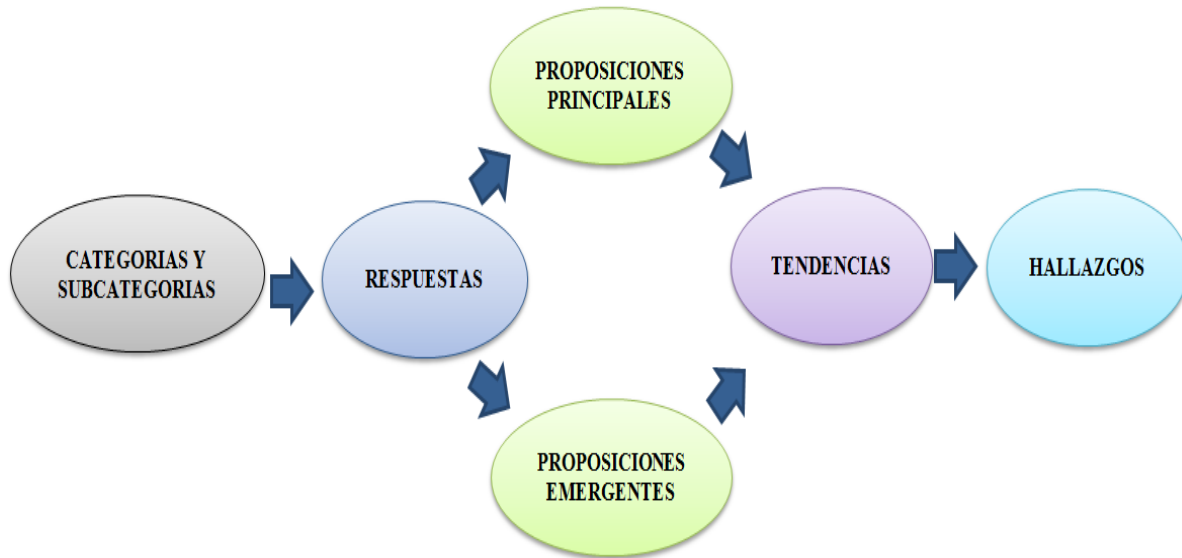 PROPOSICIONES
PRINCIPALES
CATEGORIAS Y
SUBCATEGORIAS
RESPUESTAS
TENDENCIAS
HALLAZGOS
PROPOSICIONES
EMERGENTES